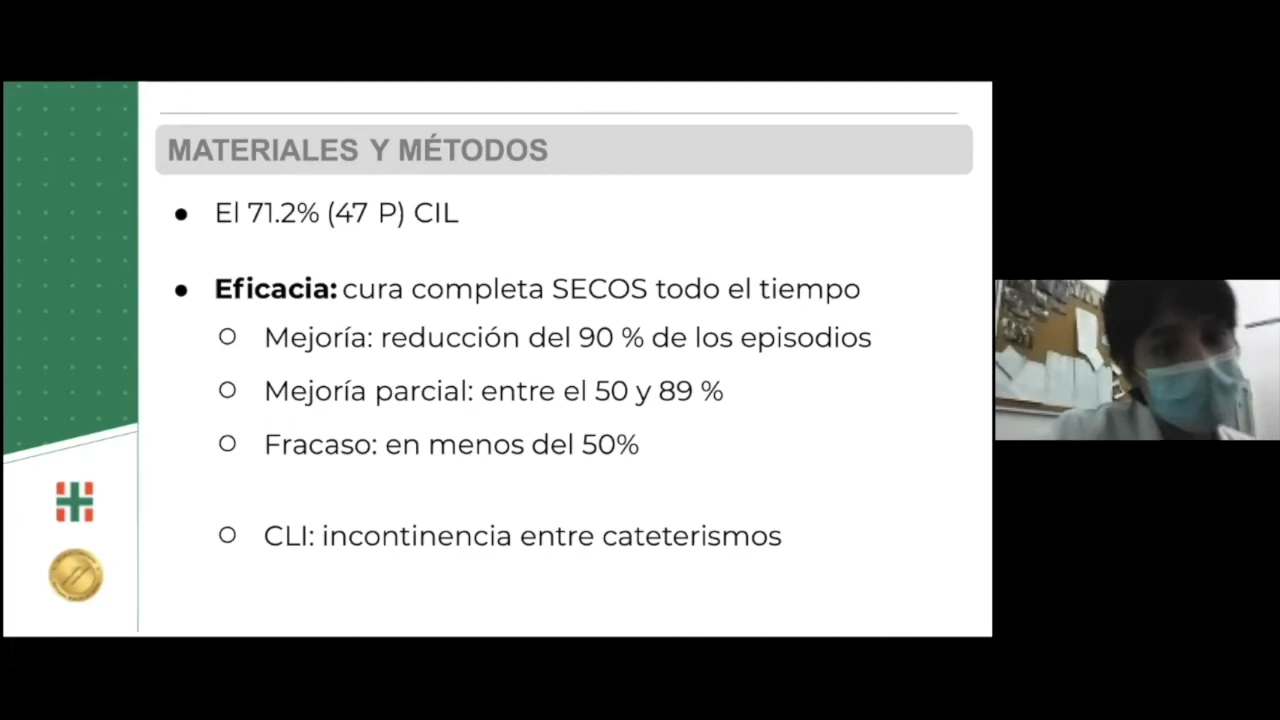 MATERIALES Y MÉTODOS
El 71.2% (47 P) CIL
Eficacia: cura completa SECOS todo el tiempo
Mejoría: reducción del 90 % de los episodios
Mejoría parcial: entre el 50 y 89 %
Fracaso: en menos del 50%
CLI: incontinencia entre cateterismos